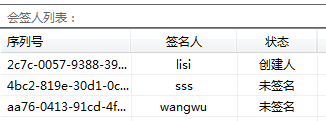 会签人列表：
序列号 签名人 状态
2c7c-0057-9388-39... lisi 创建人
4bc2-819e-30d1-0c... sss 未签名
aa76-0413-91cd-4f... wangwu 未签名